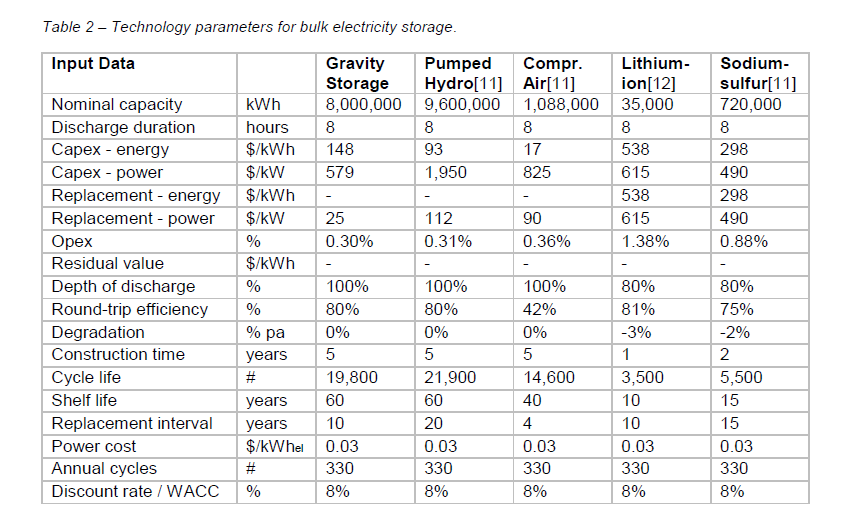 Table 2 – Technology parameters for bulk electricity storage.
Input Data Gravity Storage Pumped Hydro[11] Compr. Air[11] Lithium-ion[12] Sodium-sulfur[11]
Nominal capacity kWh 8,000,000 9,600,000 1,088,000 35,000 720,000
Discharge duration hours 8 8 8 8 8
Capex - energy $/kWh 148 93 17 538 298
Capex - power $/kW 579 1,950 825 615 490
Replacement - energy $/kWh - - - 538 298
Replacement - power $/kW 25 112 90 615 490
Opex % 0.30% 0.31% 0.36% 1.38% 0.88%
Residual value $/kWh - - - - -
Depth of discharge % 100% 100% 100% 80% 80%
Round-trip efficiency % 80% 80% 42% 81% 75%
Degradation % pa 0% 0% 0% -3% -2%
Construction time years 5 5 5 1 2
Cycle life # 19,800 21,900 14,600 3,500 5,500
Shelf life years 60 60 40 10 15
Replacement interval years 10 20 4 10 15
Power cost $/kWhel 0.03 0.03 0.03 0.03 0.03
Annual cycles # 330 330 330 330 330
Discount rate / WACC % 8% 8% 8% 8% 8%